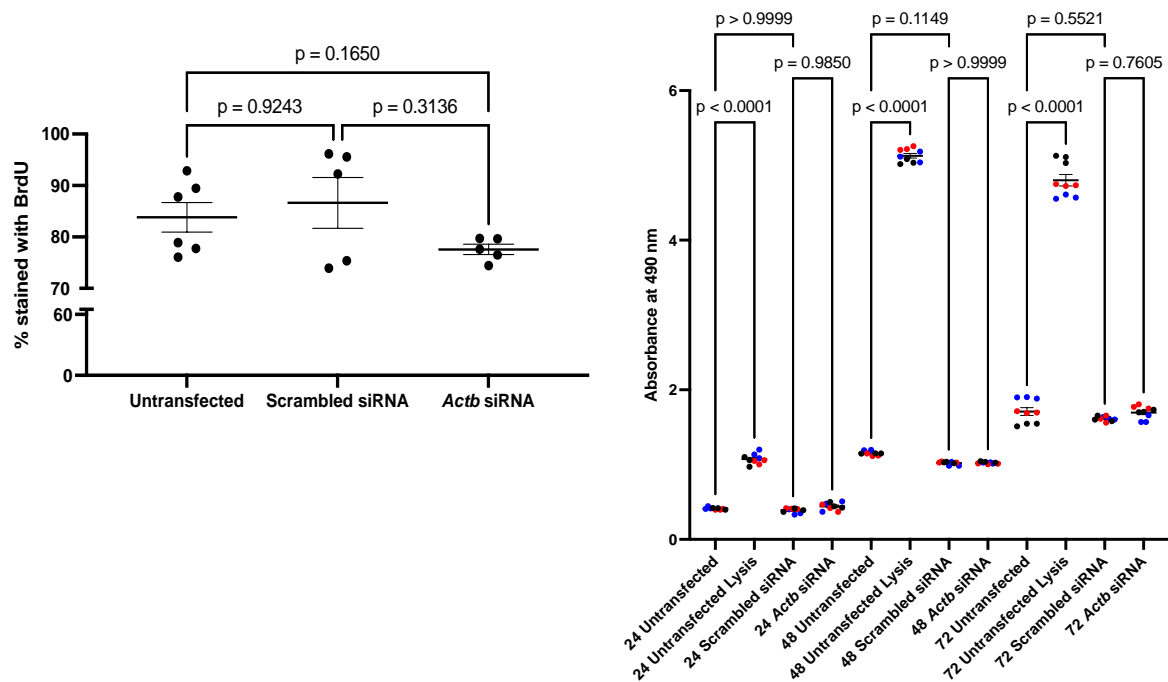 p = 0.1650
p = 0.9243
p = 0.3136
100
90
80
70
60
0
% stained with BrdU
Untransfected
Scrambled siRNA
Actb siRNA
p > 0.9999
p = 0.1149
p = 0.5521
p = 0.9850
p > 0.9999
p = 0.7605
p < 0.0001
p < 0.0001
p < 0.0001
6
4
2
0
Absorbance at 490 nm
24 Untransfected
24 Untransfected Lysis
24 Scrambled siRNA
24 Actb siRNA
48 Untransfected
48 Untransfected Lysis
48 Scrambled siRNA
48 Actb siRNA
72 Untransfected
72 Untransfected Lysis
72 Scrambled siRNA
72 Actb siRNA